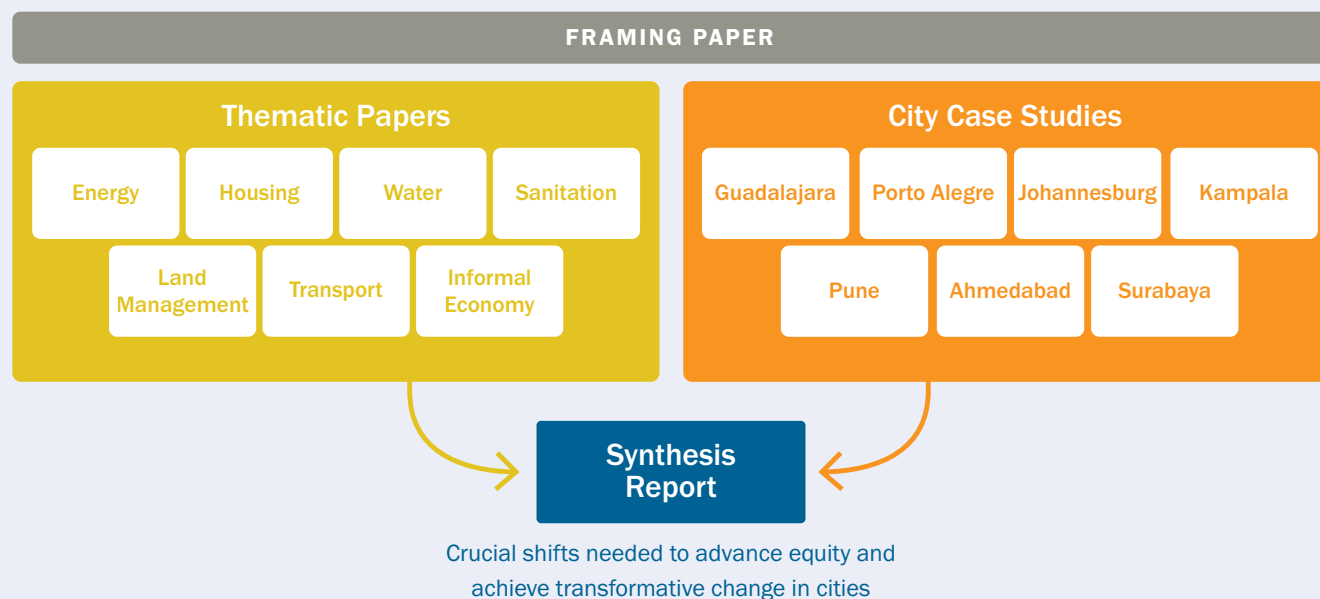 FRAMING PAPER
Thematic Papers
Energy
Housing
Water
Sanitation
Land
Management
Transport
Informal
Economy
City Case Studies
Guadalajara
Porto Alegre
Johannesburg
Kampala
Pune
Ahmedabad
Surabaya
Synthesis
Report
Crucial shifts needed to advance equity and
achieve transformative change in cities